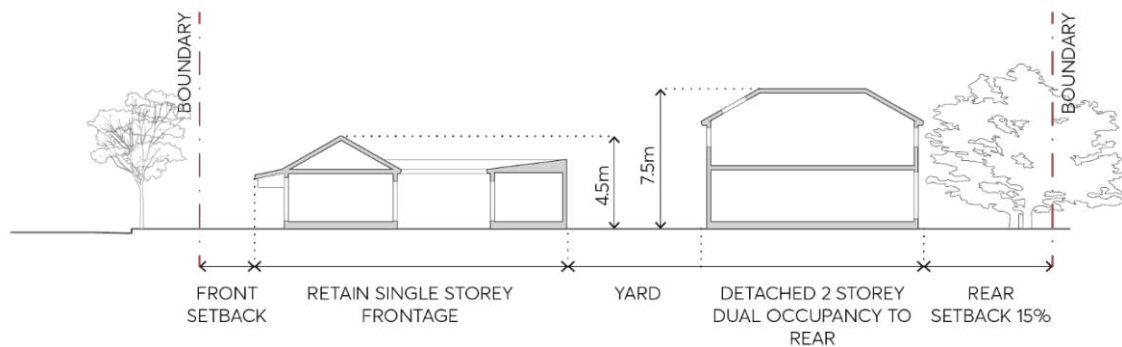 BOUNDARY
BOUNDARY
4.5m
7.5m
FRONT
SETBACK
RETAIN SINGLE STOREY
FRONTAGE
YARD
DETACHED 2 STOREY
DUAL OCCUPANCY TO
REAR
REAR
SETBACK 15%